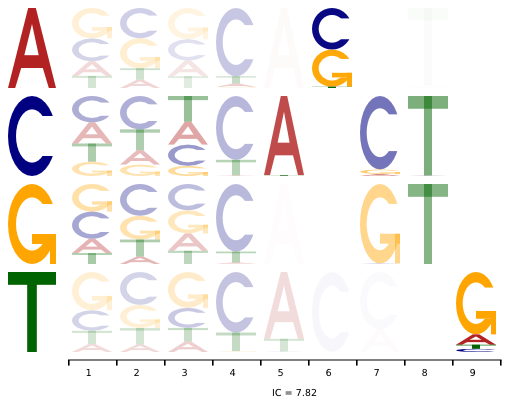 A G C G C A C T
C G C G
A T A
T A T
C C C T C A C T
A T A T G
T A C
G G G
G G C G C A G T
C G C T
A T A
T A T
T G C G C A C C G
C G T T T A
T T C T
A A A C
1 2 3 4 5 6 7 8 9
IC = 7.82